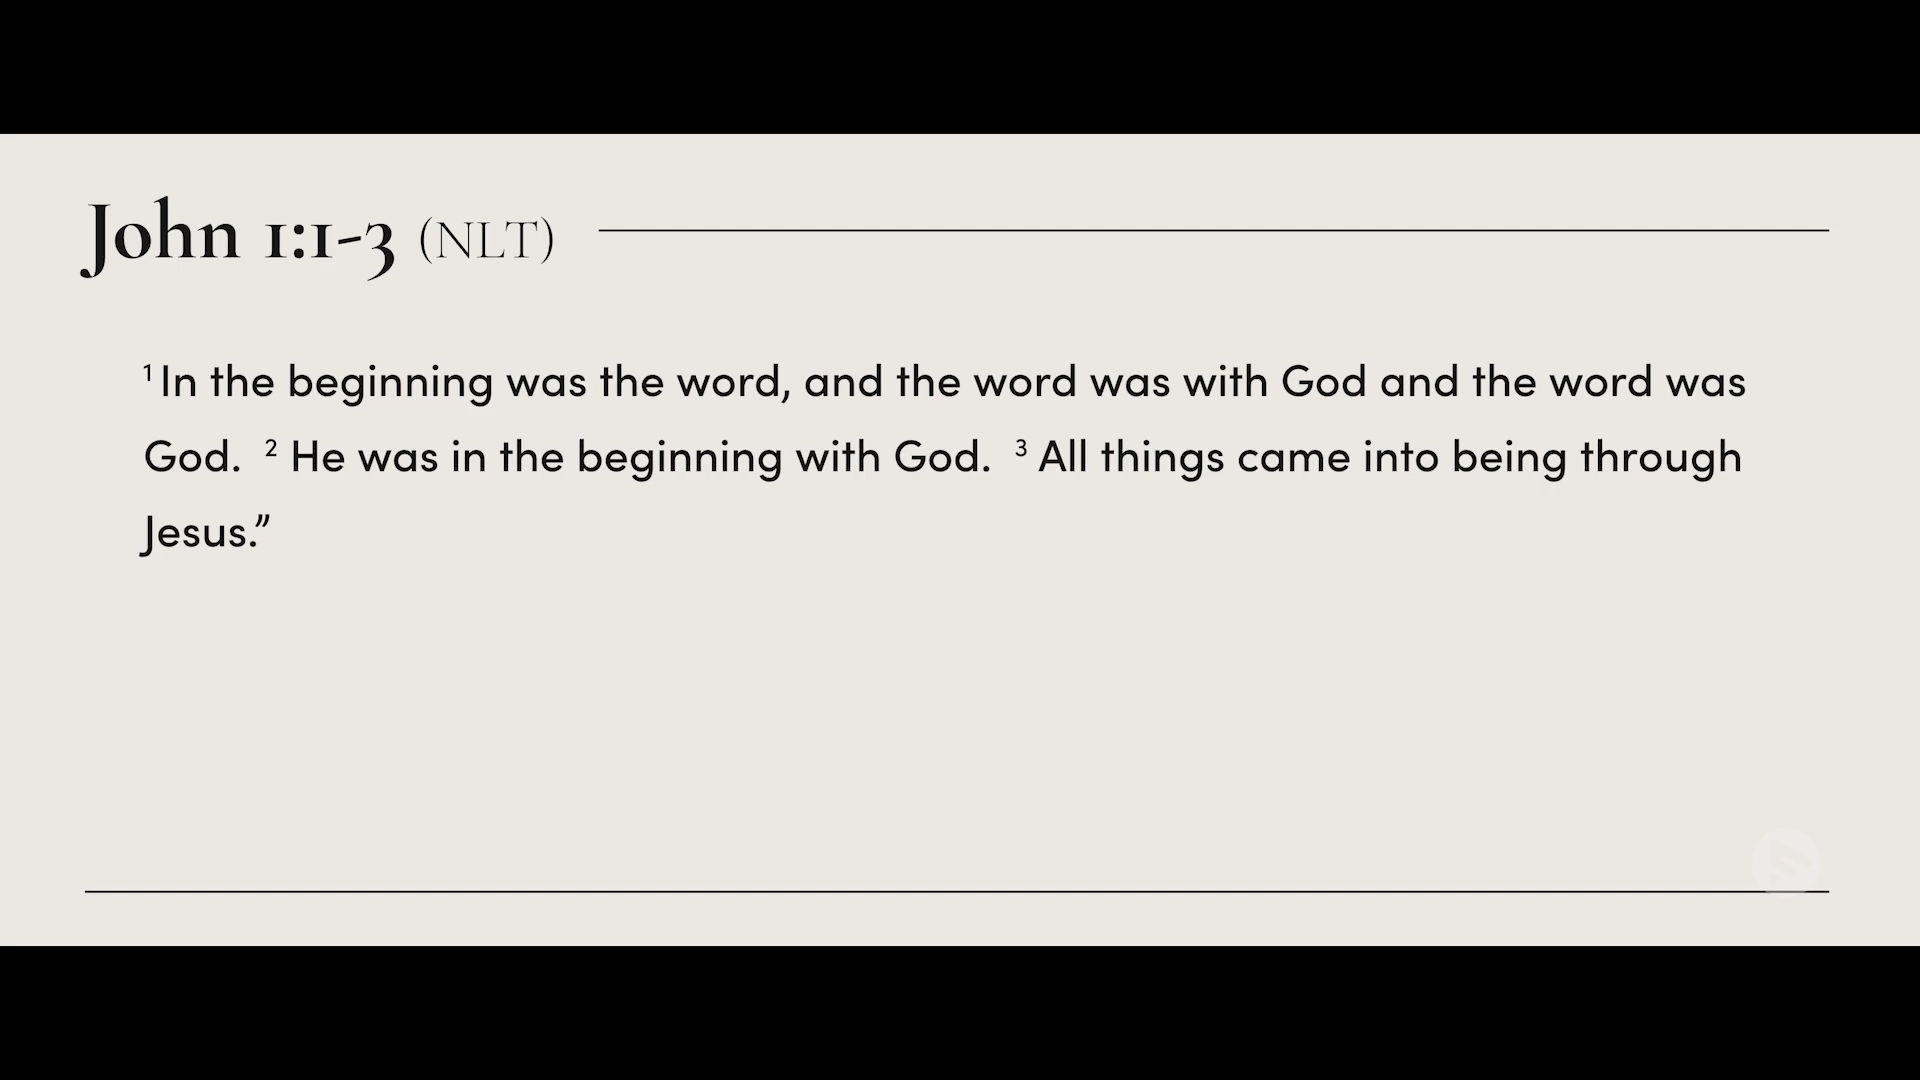 John 1:1-3 (NLT)
¹ In the beginning was the word, and the word was with God and the word was
God. ² He was in the beginning with God. ³ All things came into being through
Jesus.”